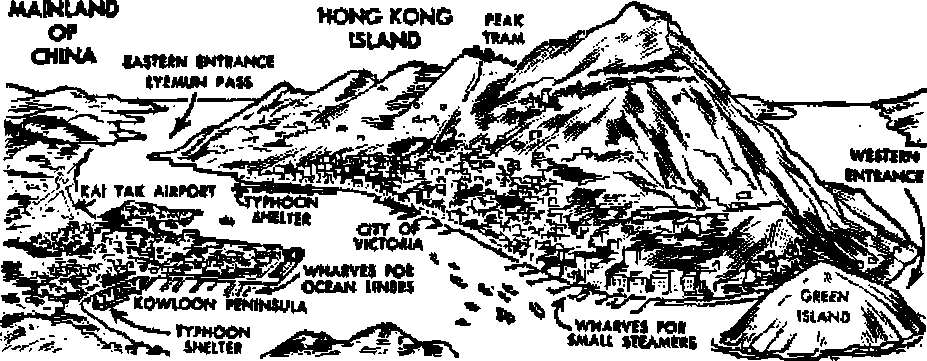 MAINLAND
OF
CHINA
HONG KONG
ISLAND
PEAK
TRAM
EASTERN ENTRANCE
LYEMUN PASS
WESTERN
ENTRANCE
KAI TAK AIRPORT
TYPHOON
SHELTER
CITY OF
VICTORIA
WHARVES FOR
OCEAN LINERS
KOWLOON PENINSULA
GREEN
ISLAND
TYPHOON
SHELTER
WHARVES FOR
SMALL STEAMERS